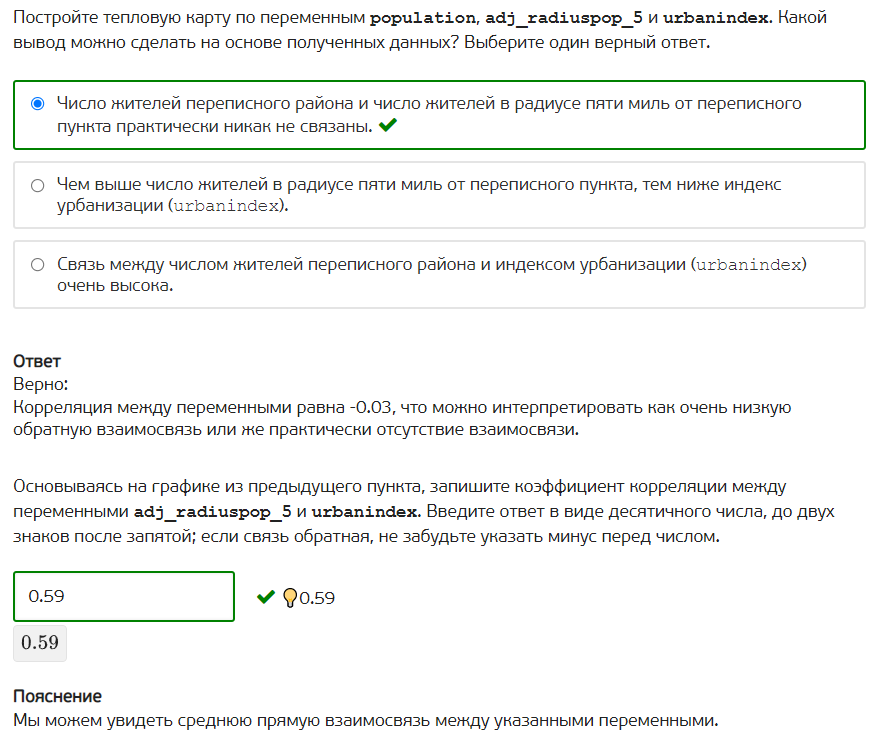 Постройте тепловую карту по переменным population, adj_radiuspop_5 и urbanindex. Какой
вывод можно сделать на основе полученных данных? Выберите один верный ответ.
Число жителей переписного района и число жителей в радиусе пяти миль от переписного
пункта практически никак не связаны.
Чем выше число жителей в радиусе пяти миль от переписного пункта, тем ниже индекс
урбанизации (urbanindex).
Связь между числом жителей переписного района и индексом урбанизации (urbanindex)
очень высока.
Ответ
Верно:
Корреляция между переменными равна -0.03, что можно интерпретировать как очень низкую
обратную взаимосвязь или же практически отсутствие взаимосвязи.
Основываясь на графике из предыдущего пункта, запишите коэффициент корреляции между
переменными adj_radiuspop_5 и urbanindex. Введите ответ в виде десятичного числа, до двух
знаков после запятой; если связь обратная, не забудьте указать минус перед числом.
0.59 0.59
0.59
Пояснение
Мы можем увидеть среднюю прямую взаимосвязь между указанными переменными.